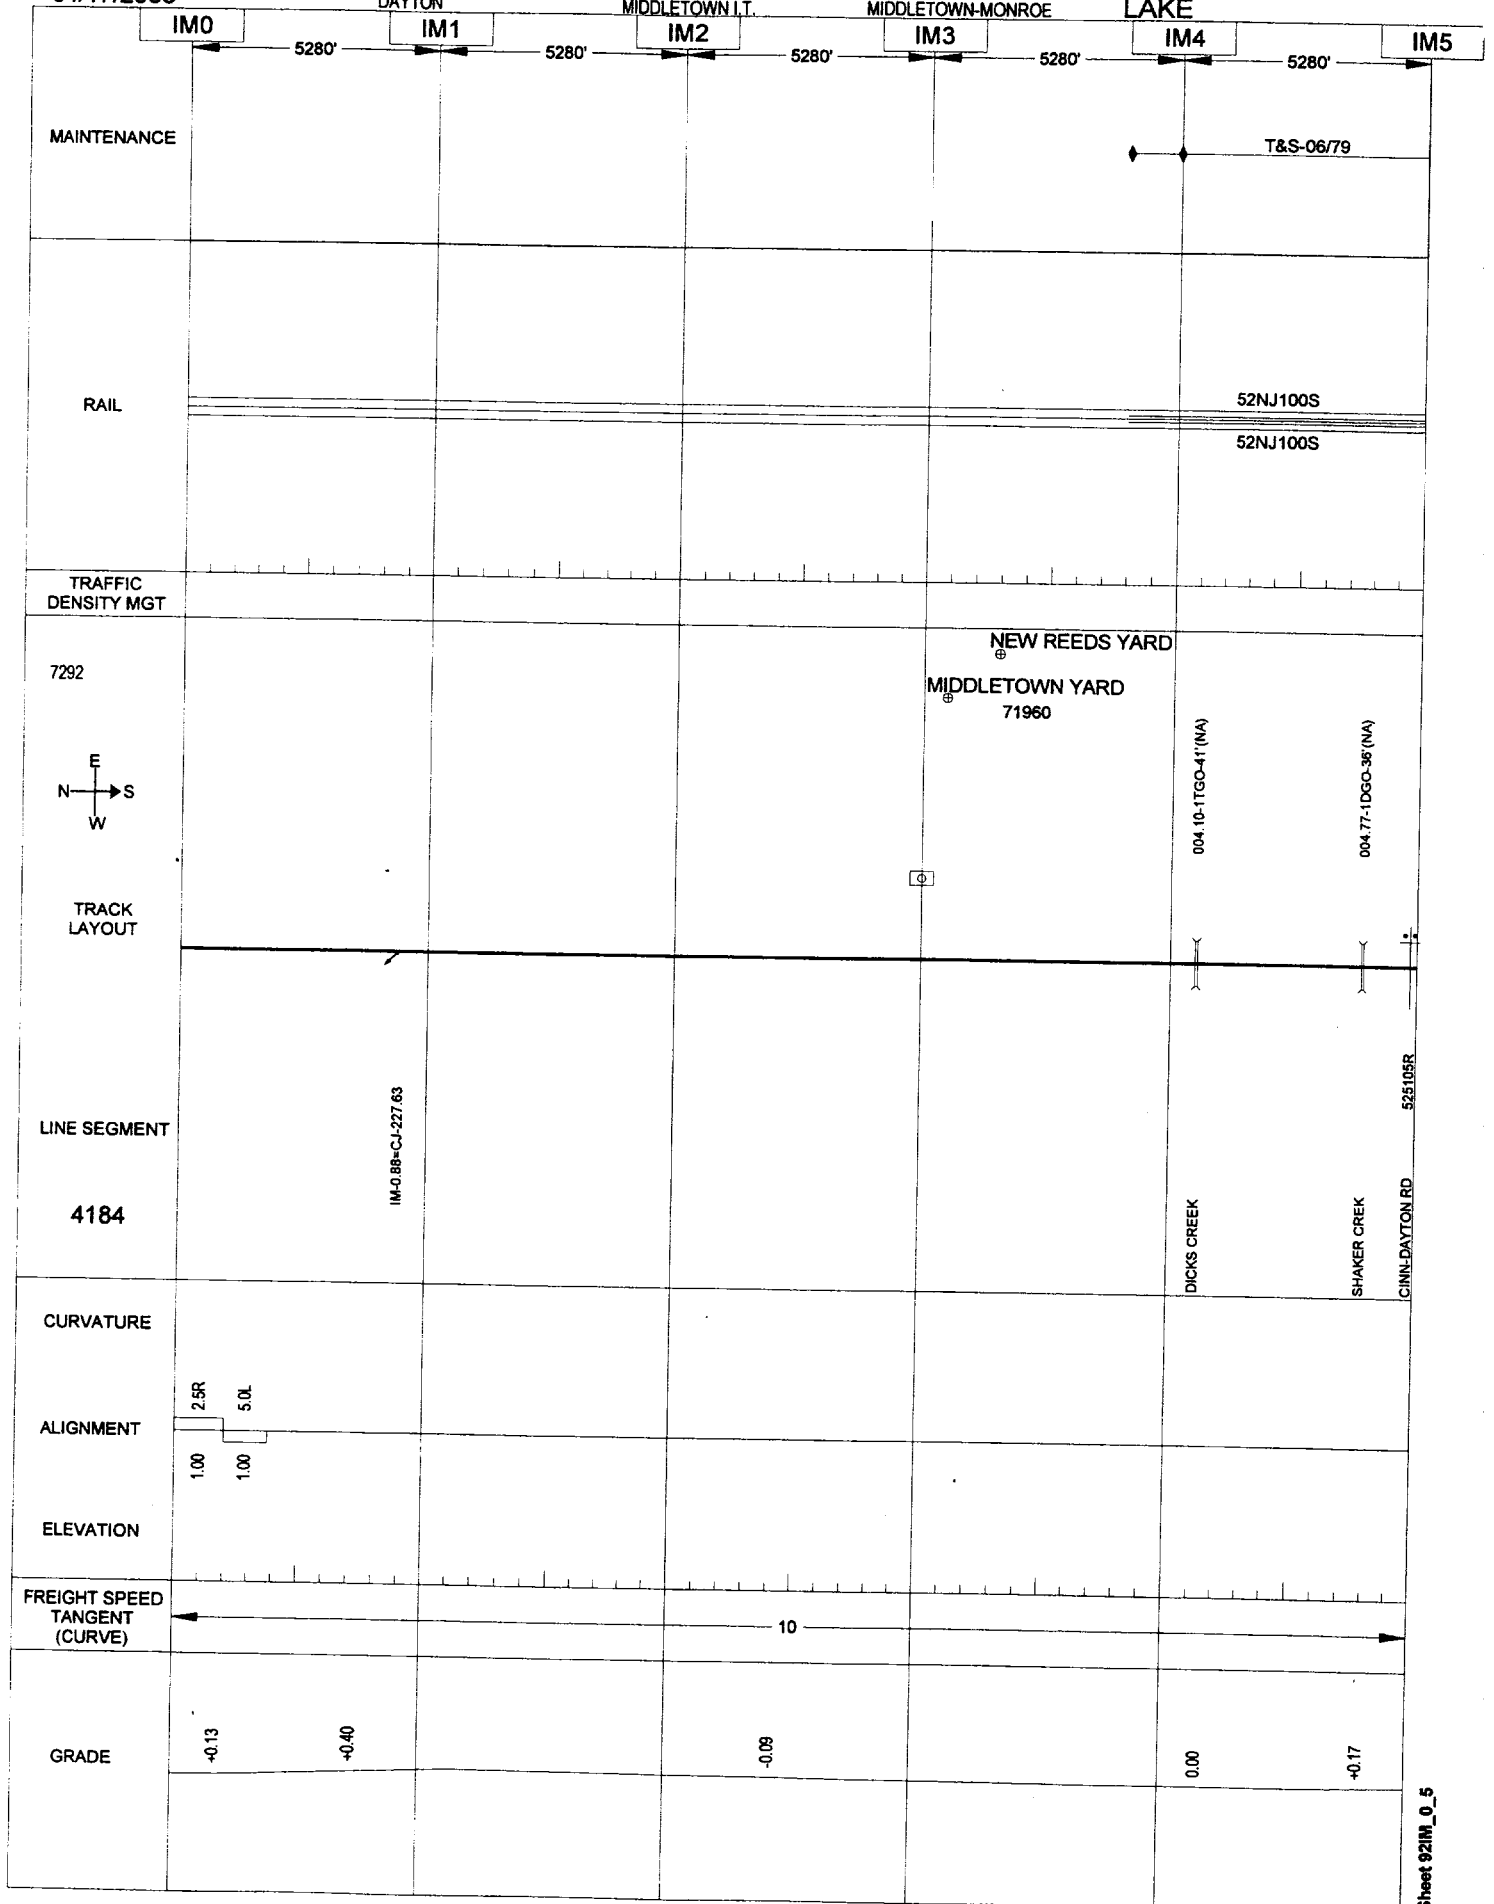 DAYTON MIDDLETOWN I.T. MIDDLETOWN-MONROE LAKE
IM0 IM1 IM2 IM3 IM4 IM5
5280' 5280' 5280' 5280' 5280'
MAINTENANCE
T&S-06/79
RAIL
52NJ100S
52NJ100S
TRAFFIC
DENSITY MGT
7292
NEW REEDS YARD
MIDDLETOWN YARD
71960
E
N S
W
004.10-1TGO-41'(NA)
004.77-1DGO-36'(NA)
TRACK
LAYOUT
LINE SEGMENT
4184
IM-0.88=CJ-227.63
DICKS CREEK
SHAKER CREK
CINN-DAYTON RD
525105R
CURVATURE
2.5R
5.0L
ALIGNMENT
1.00
1.00
ELEVATION
FREIGHT SPEED
TANGENT
(CURVE)
10
GRADE
+0.13
+0.40
-0.09
0.00
+0.17
Sheet 92IM_0_5